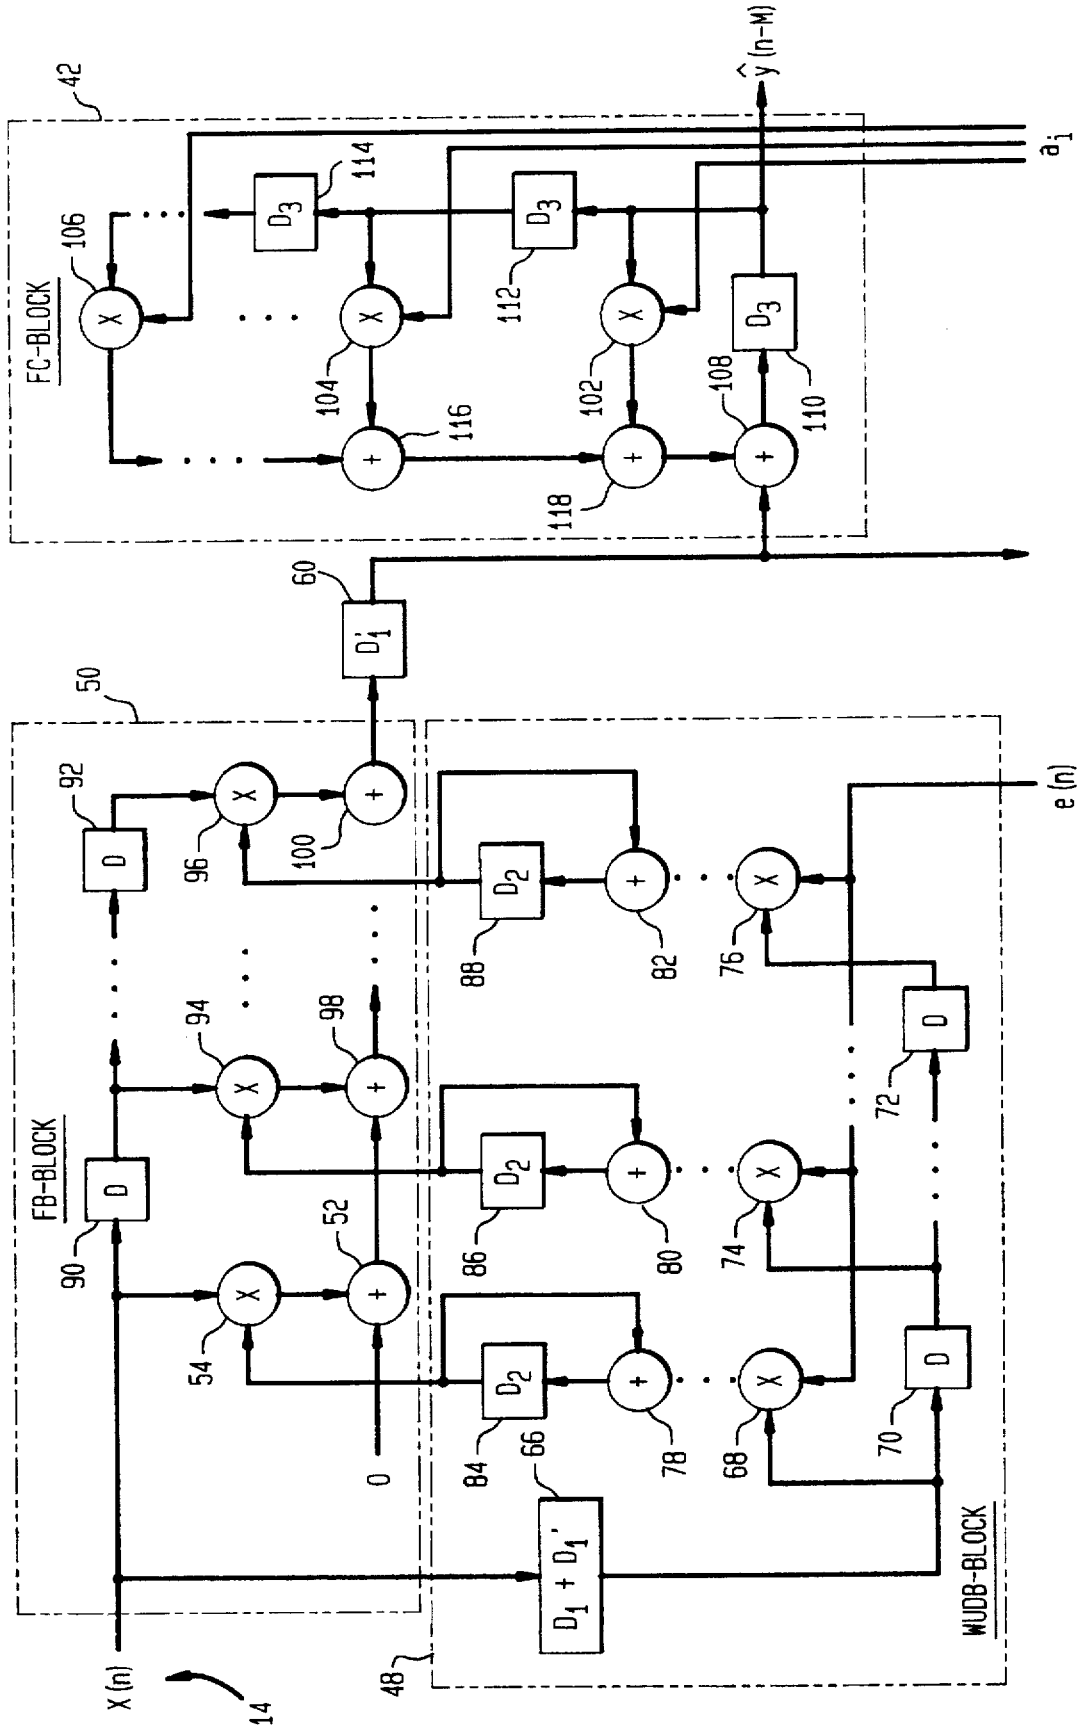 X(n)
14
FB-BLOCK
50
90
D
92
D
54
X
94
X
96
X
0
52
+
98
+
100
+
60
D1'
48
WUDB-BLOCK
66
D1 + D1'
84
D2
86
D2
88
D2
78
+
80
+
82
+
68
X
74
X
76
X
70
D
72
D
e(n)
FC-BLOCK
42
106
X
104
X
102
X
114
D3
112
D3
116
+
118
+
108
+
110
D3
ŷ(n-M)
ai